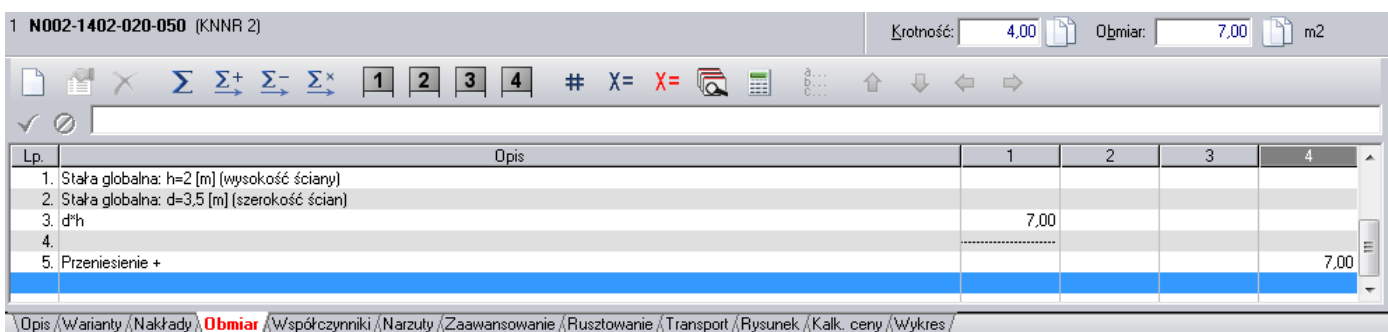 1 N002-1402-020-050 (KNNR 2) Krotność: 4,00 Obmiar: 7,00 m2
Σ Σ+ Σ- Σx 1 2 3 4 # X= X= a... b... c...
Lp. Opis 1 2 3 4
1. Stała globalna: h=2 [m] (wysokość ściany)
2. Stała globalna: d=3,5 [m] (szerokość ścian)
3. d*h 7,00
4. ----------------------
5. Przeniesienie + 7,00
\Opis /Warianty /Nakłady \Obmiar /Współczynniki /Narzuty /Zaawansowanie /Rusztowanie /Transport /Rysunek /Kalk. ceny /Wykres /